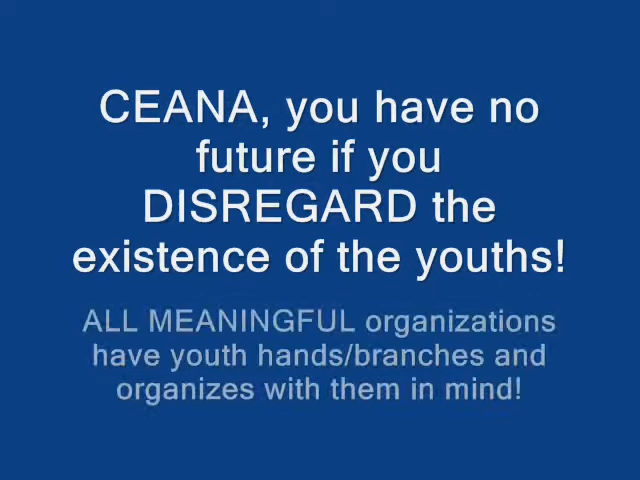 CEANA, you have no
future if you
DISREGARD the
existence of the youths!
ALL MEANINGFUL organizations
have youth hands/branches and
organizes with them in mind!